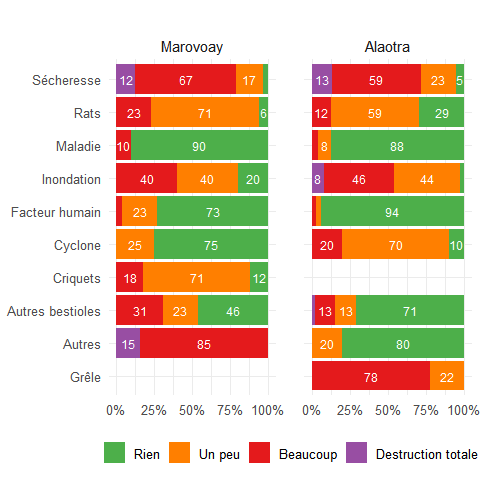 Marovoay Alaotra
Sécheresse 12 67 17 13 59 23 5
Rats 23 71 6 12 59 29
Maladie 10 90 8 88
Inondation 40 40 20 8 46 44
Facteur humain 23 73 94
Cyclone 25 75 20 70 10
Criquets 18 71 12
Autres bestioles 31 23 46 13 13 71
Autres 15 85 20 80
Grêle 78 22
0% 25% 50% 75% 100% 0% 25% 50% 75% 100%
Rien Un peu Beaucoup Destruction totale